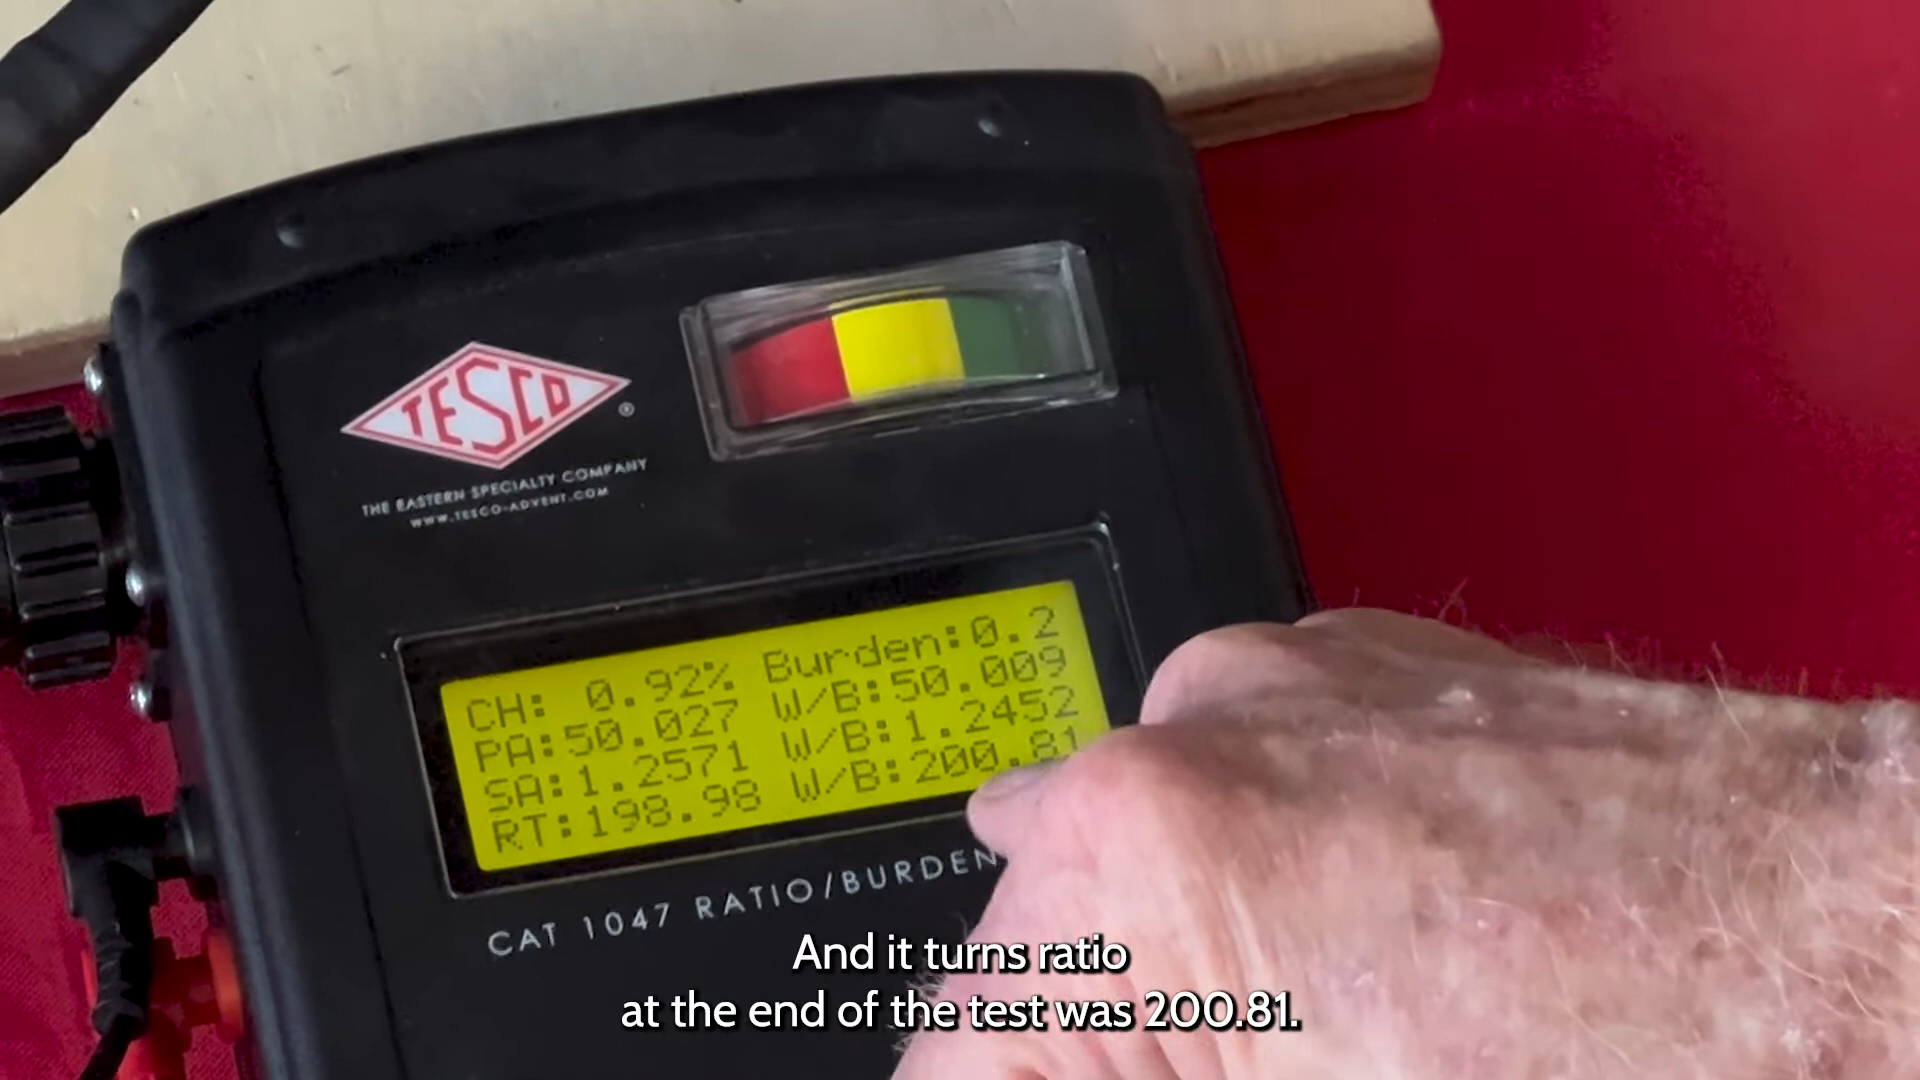 TESCO
®
THE EASTERN SPECIALTY COMPANY
WWW.TESCO-ADVENT.COM
CH: 0.92% Burden:0.2
PA:50.027 W/B:50.009
SA:1.2571 W/B:1.2452
RT:198.98 W/B:200.81
CAT 1047 RATIO/BURDEN
And it turns ratio
at the end of the test was 200.81.